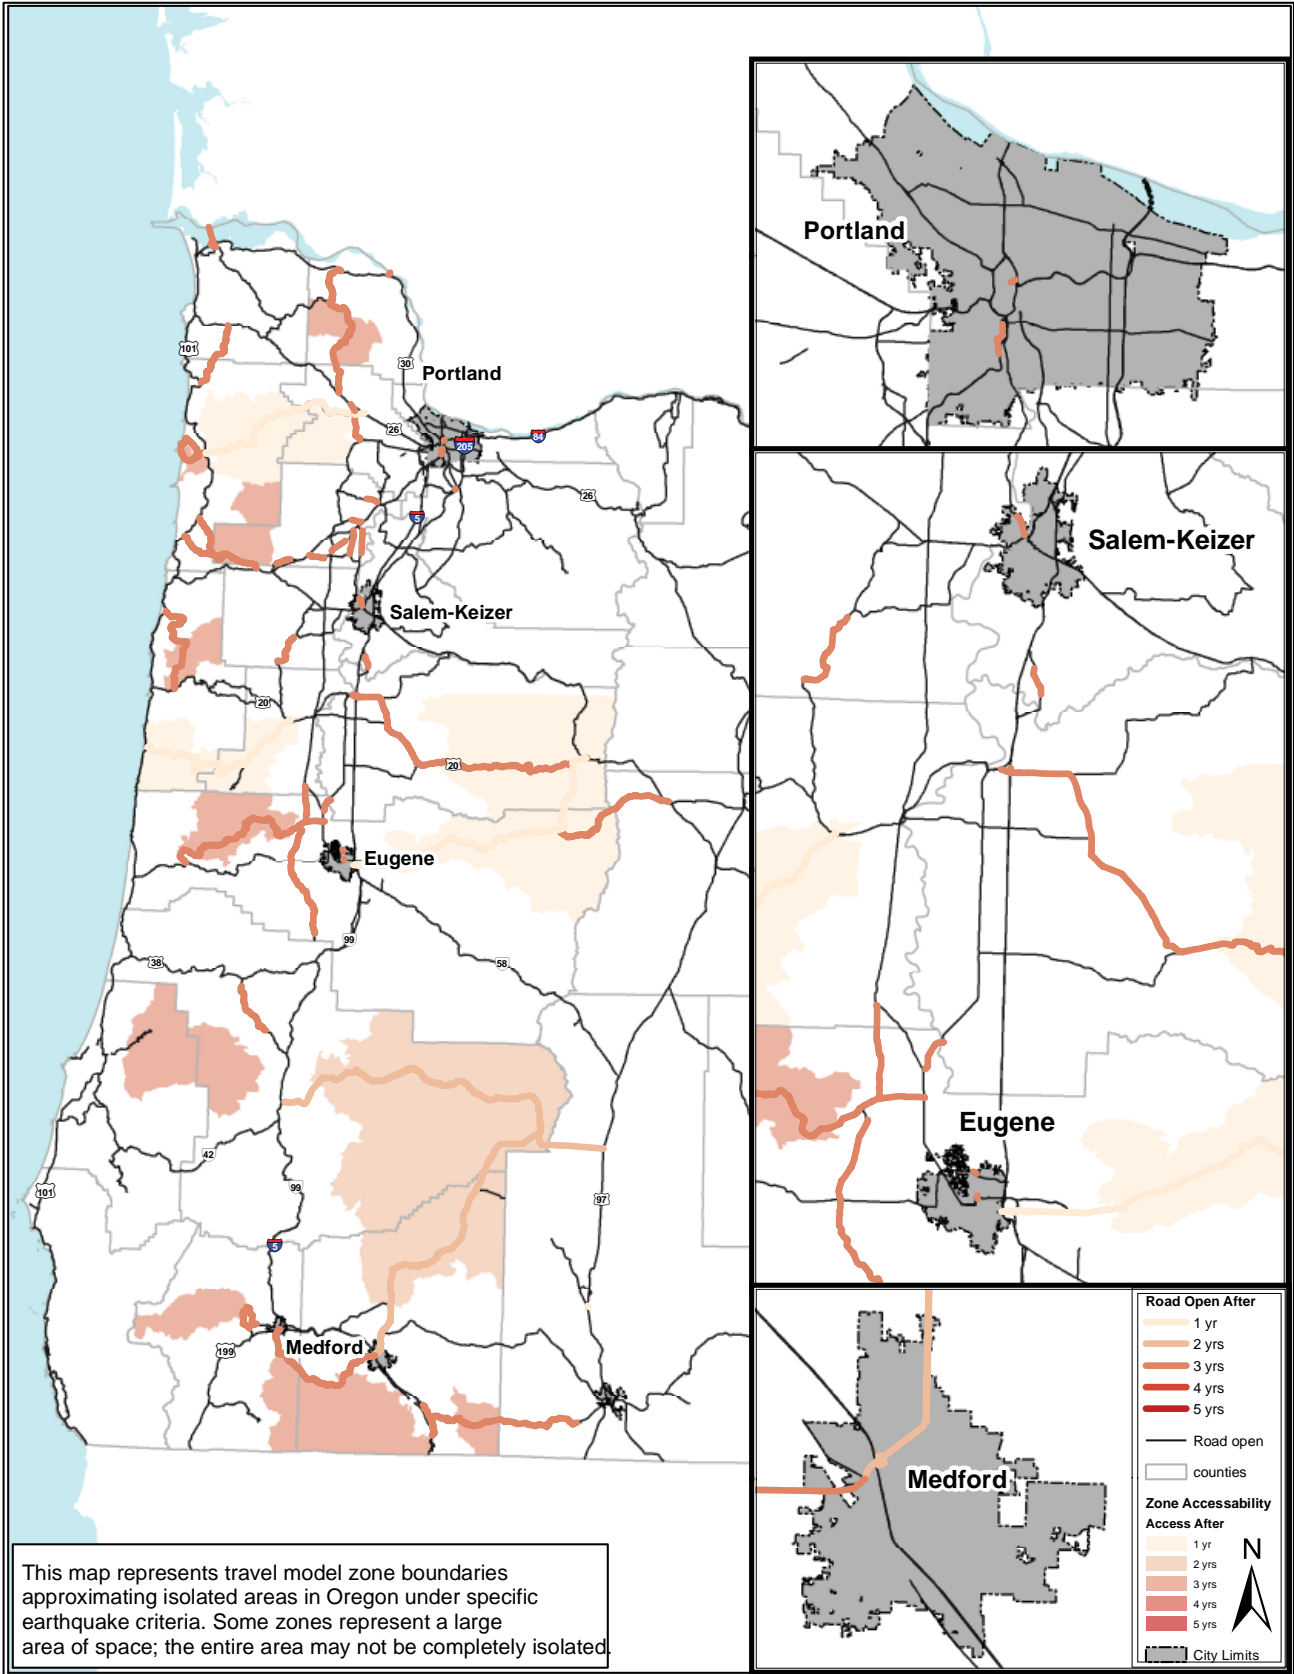 101
30
Portland
26
205
84
26
5
Salem-Keizer
20
20
Eugene
99
38
58
42
99
101
97
5
Medford
199
Portland
Salem-Keizer
Eugene
Medford
Road Open After
1 yr
2 yrs
3 yrs
4 yrs
5 yrs
Road open
counties
Zone Accessability
Access After
1 yr
2 yrs
3 yrs
4 yrs
5 yrs
N
City Limits
This map represents travel model zone boundaries
approximating isolated areas in Oregon under specific
earthquake criteria. Some zones represent a large
area of space; the entire area may not be completely isolated.